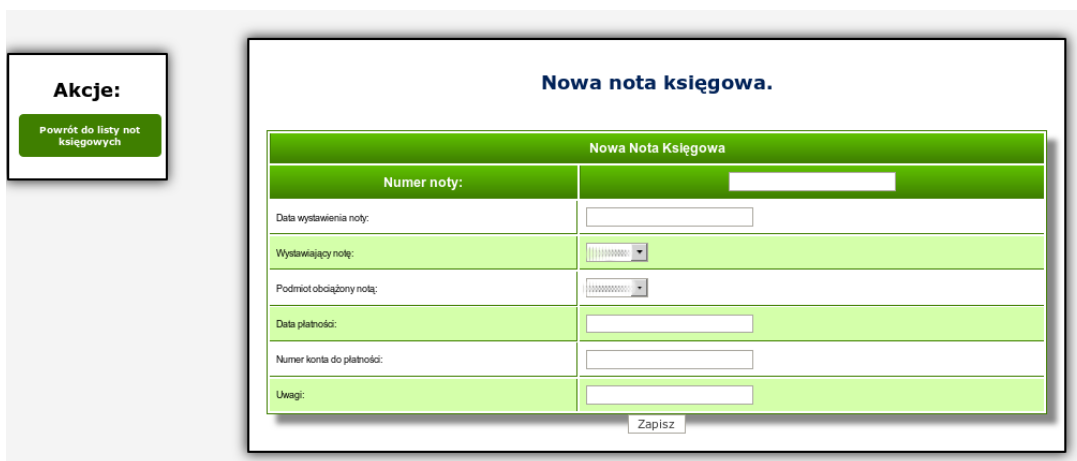 Akcje:
Powrót do listy not
księgowych
Nowa nota księgowa.
Nowa Nota Księgowa
Numer noty:
Data wystawienia noty:
Wystawiający notę:
Podmiot obciążony notą:
Data płatności:
Numer konta do płatności:
Uwagi:
Zapisz